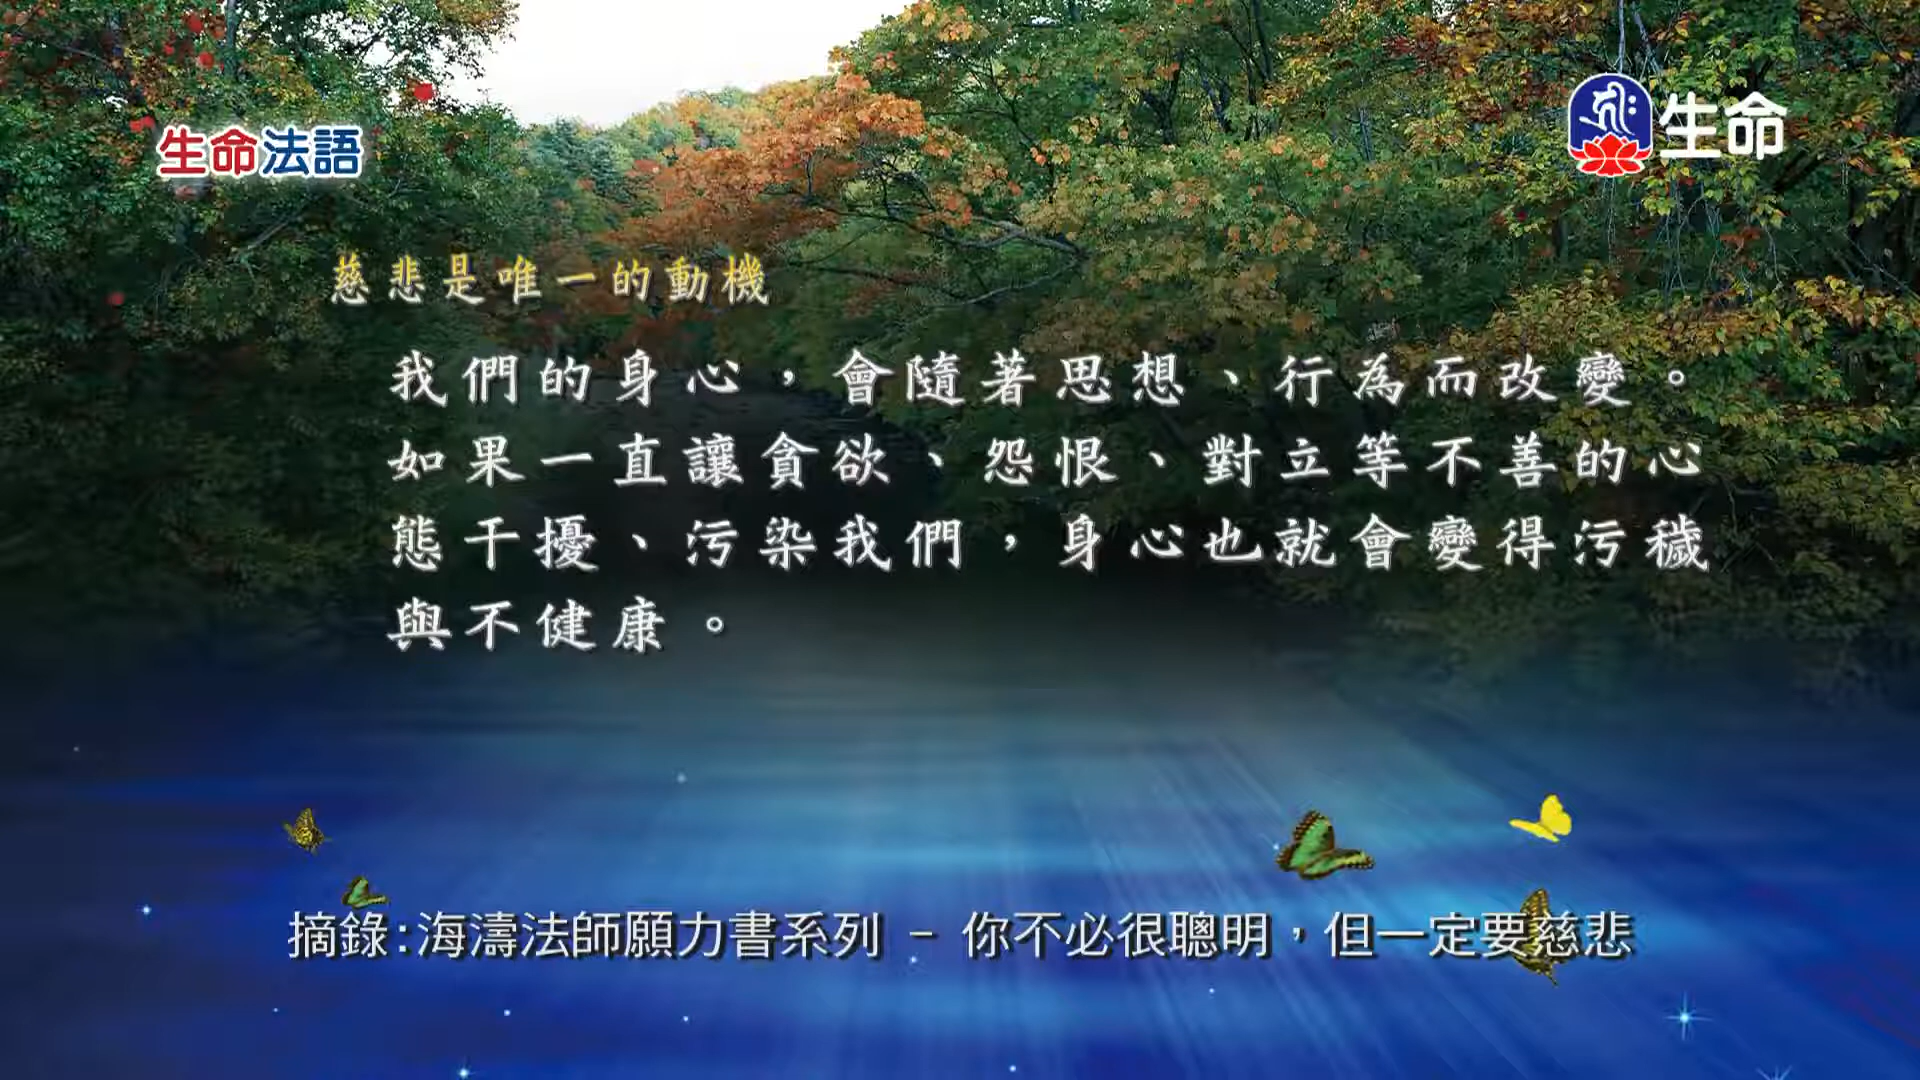 生命法語
生命
慈悲是唯一的動機
我們的身心，會隨著思想、行為而改變。
如果一直讓貪欲、怨恨、對立等不善的心
態干擾、污染我們，身心也就會變得污穢
與不健康。
摘錄:海濤法師願力書系列 - 你不必很聰明，但一定要慈悲